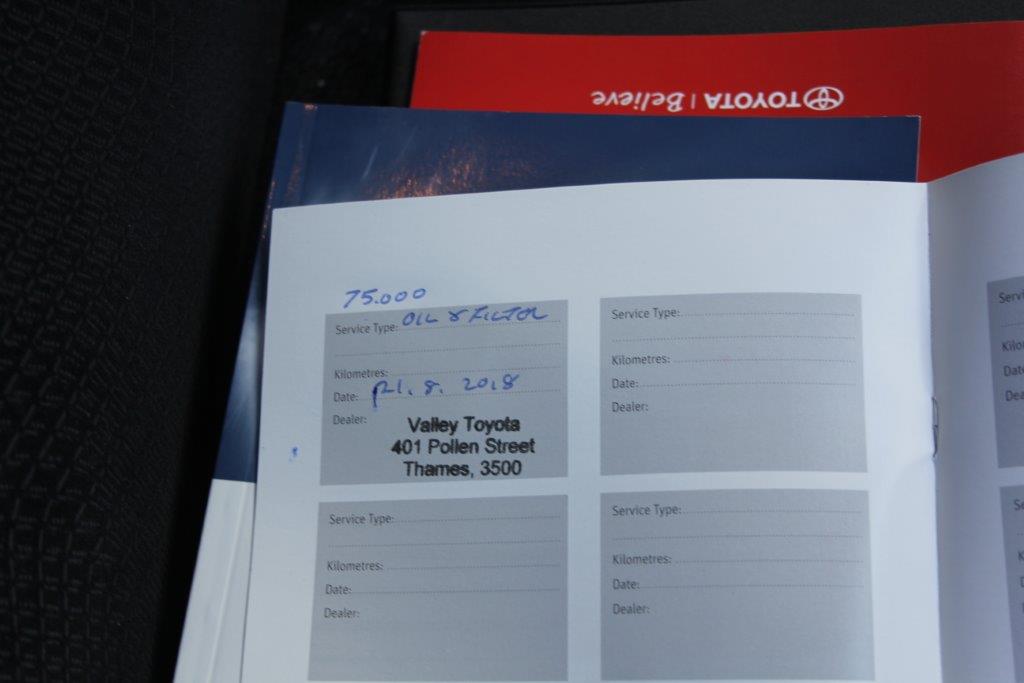 TOYOTA | Believe
75.000
Service Type: OIL & FILTOL
Kilometres:
Date: 21. 8. 2018
Dealer:
Valley Toyota
401 Pollen Street
Thames, 3500
Service Type:
Kilometres:
Date:
Dealer:
Service Type:
Kilometres:
Date:
Dealer:
Service Type:
Kilometres:
Date:
Dealer: